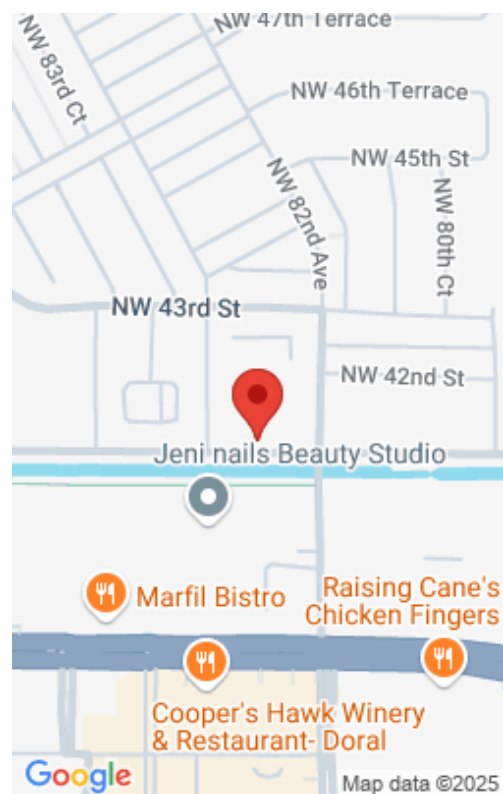 NW 47th Terrace
NW 83rd Ct
NW 46th Terrace
NW 45th St
NW 82nd Ave
NW 80th Ct
NW 43rd St
NW 42nd St
Jeni nails Beauty Studio
Marfil Bistro
Raising Cane's
Chicken Fingers
Cooper's Hawk Winery
& Restaurant- Doral
Google
Map data ©2025